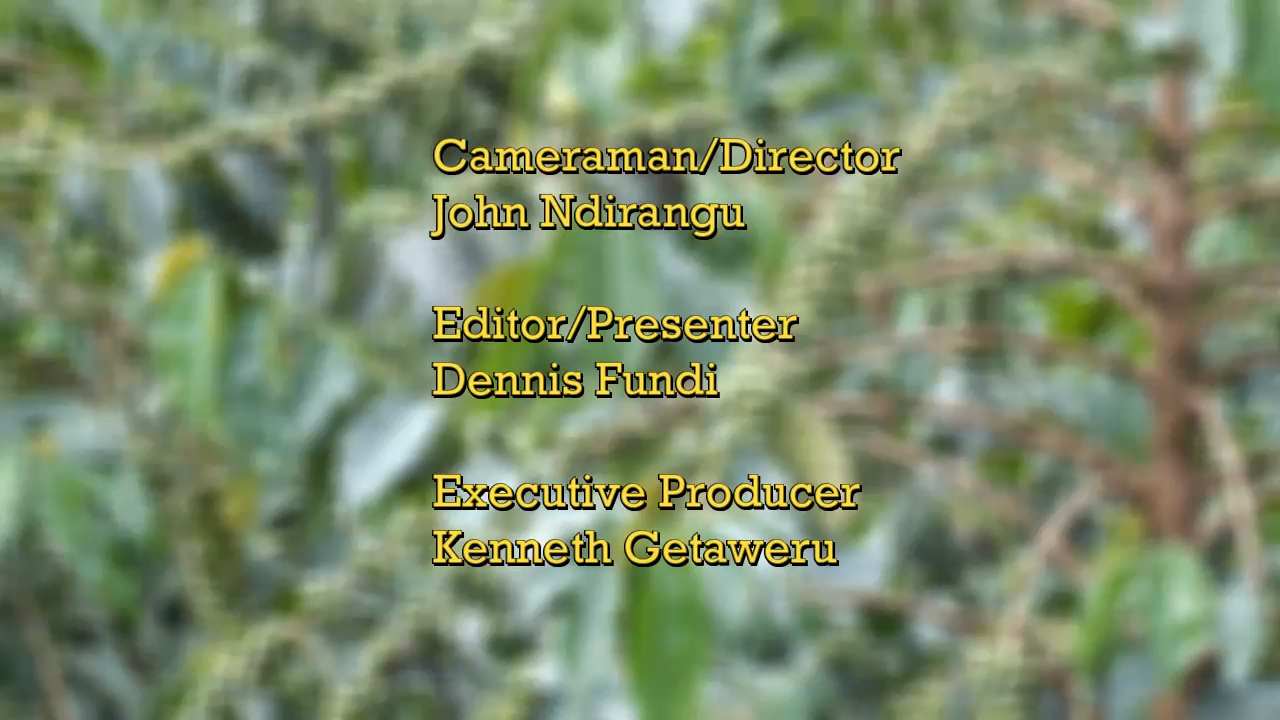 Cameraman/Director
John Ndirangu
Editor/Presenter
Dennis Fundi
Executive Producer
Kenneth Getaweru